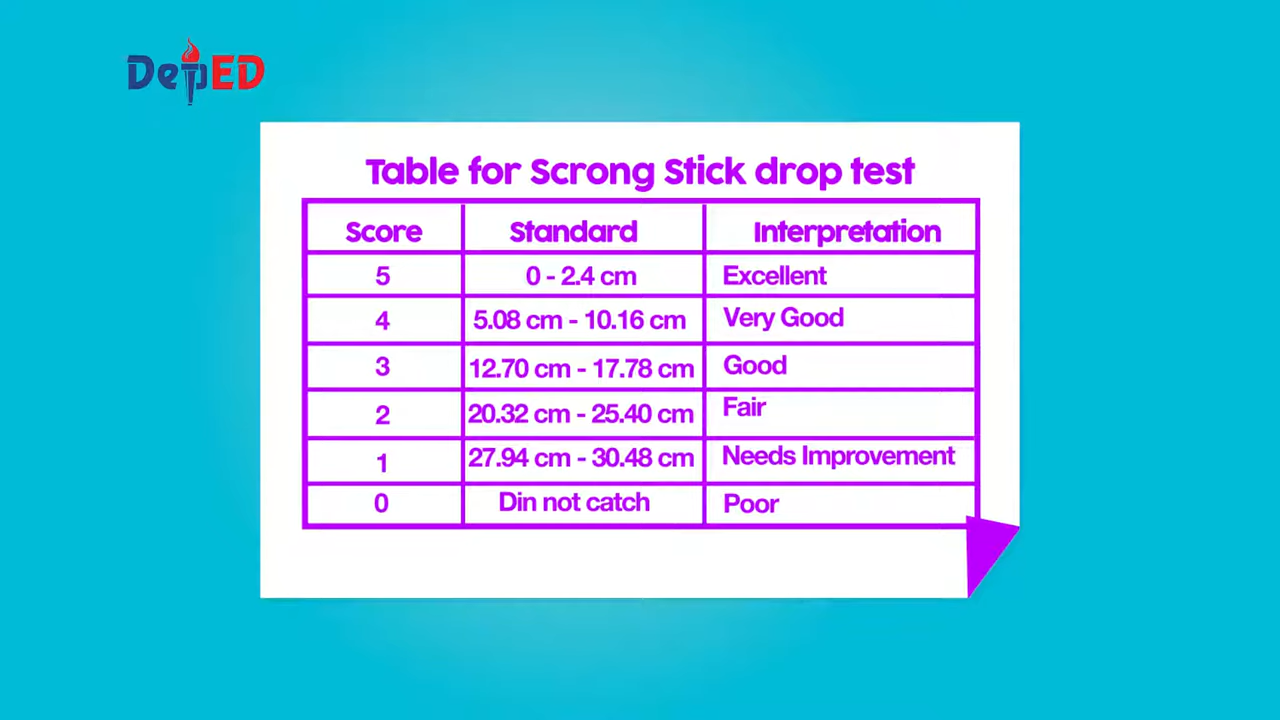 DepED
Table for Scrong Stick drop test
Score Standard Interpretation
5 0 - 2.4 cm Excellent
4 5.08 cm - 10.16 cm Very Good
3 12.70 cm - 17.78 cm Good
2 20.32 cm - 25.40 cm Fair
1 27.94 cm - 30.48 cm Needs Improvement
0 Din not catch Poor